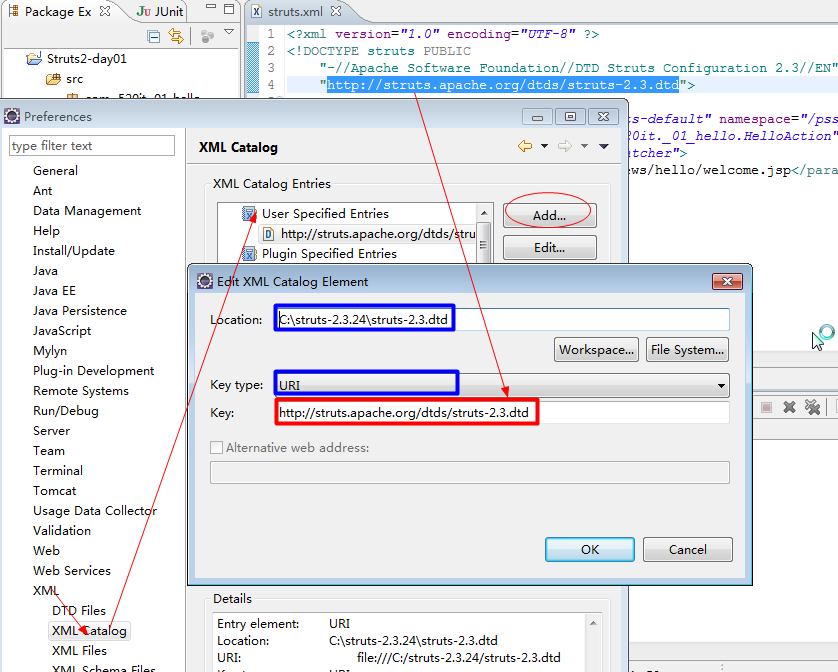 Package Ex
JUnit
struts.xml
1 <?xml version="1.0" encoding="UTF-8" ?>
2 <!DOCTYPE struts PUBLIC
3 "-//Apache Software Foundation//DTD Struts Configuration 2.3//EN"
4 "http://struts.apache.org/dtds/struts-2.3.dtd">
Struts2-day01
src
s-default" namespace="/pss
20it._01_hello.HelloAction"
tcher">
ws/hello/welcome.jsp</para
Preferences
type filter text
XML Catalog
General
Ant
Data Management
Help
Install/Update
Java
Java EE
Java Persistence
JavaScript
Mylyn
Plug-in Development
Remote Systems
Run/Debug
Server
Team
Terminal
Tomcat
Usage Data Collector
Validation
Web
Web Services
XML
DTD Files
XML Catalog
XML Files
XML Schema Files
XML Catalog Entries
User Specified Entries
http://struts.apache.org/dtds/stru
Plugin Specified Entries
Add...
Edit...
Edit XML Catalog Element
Location: C:\struts-2.3.24\struts-2.3.dtd
Workspace... File System...
Key type: URI
Key: http://struts.apache.org/dtds/struts-2.3.dtd
Alternative web address:
OK Cancel
Details
Entry element: URI
Location: C:\struts-2.3.24\struts-2.3.dtd
URI: file:///C:/struts-2.3.24/struts-2.3.dtd